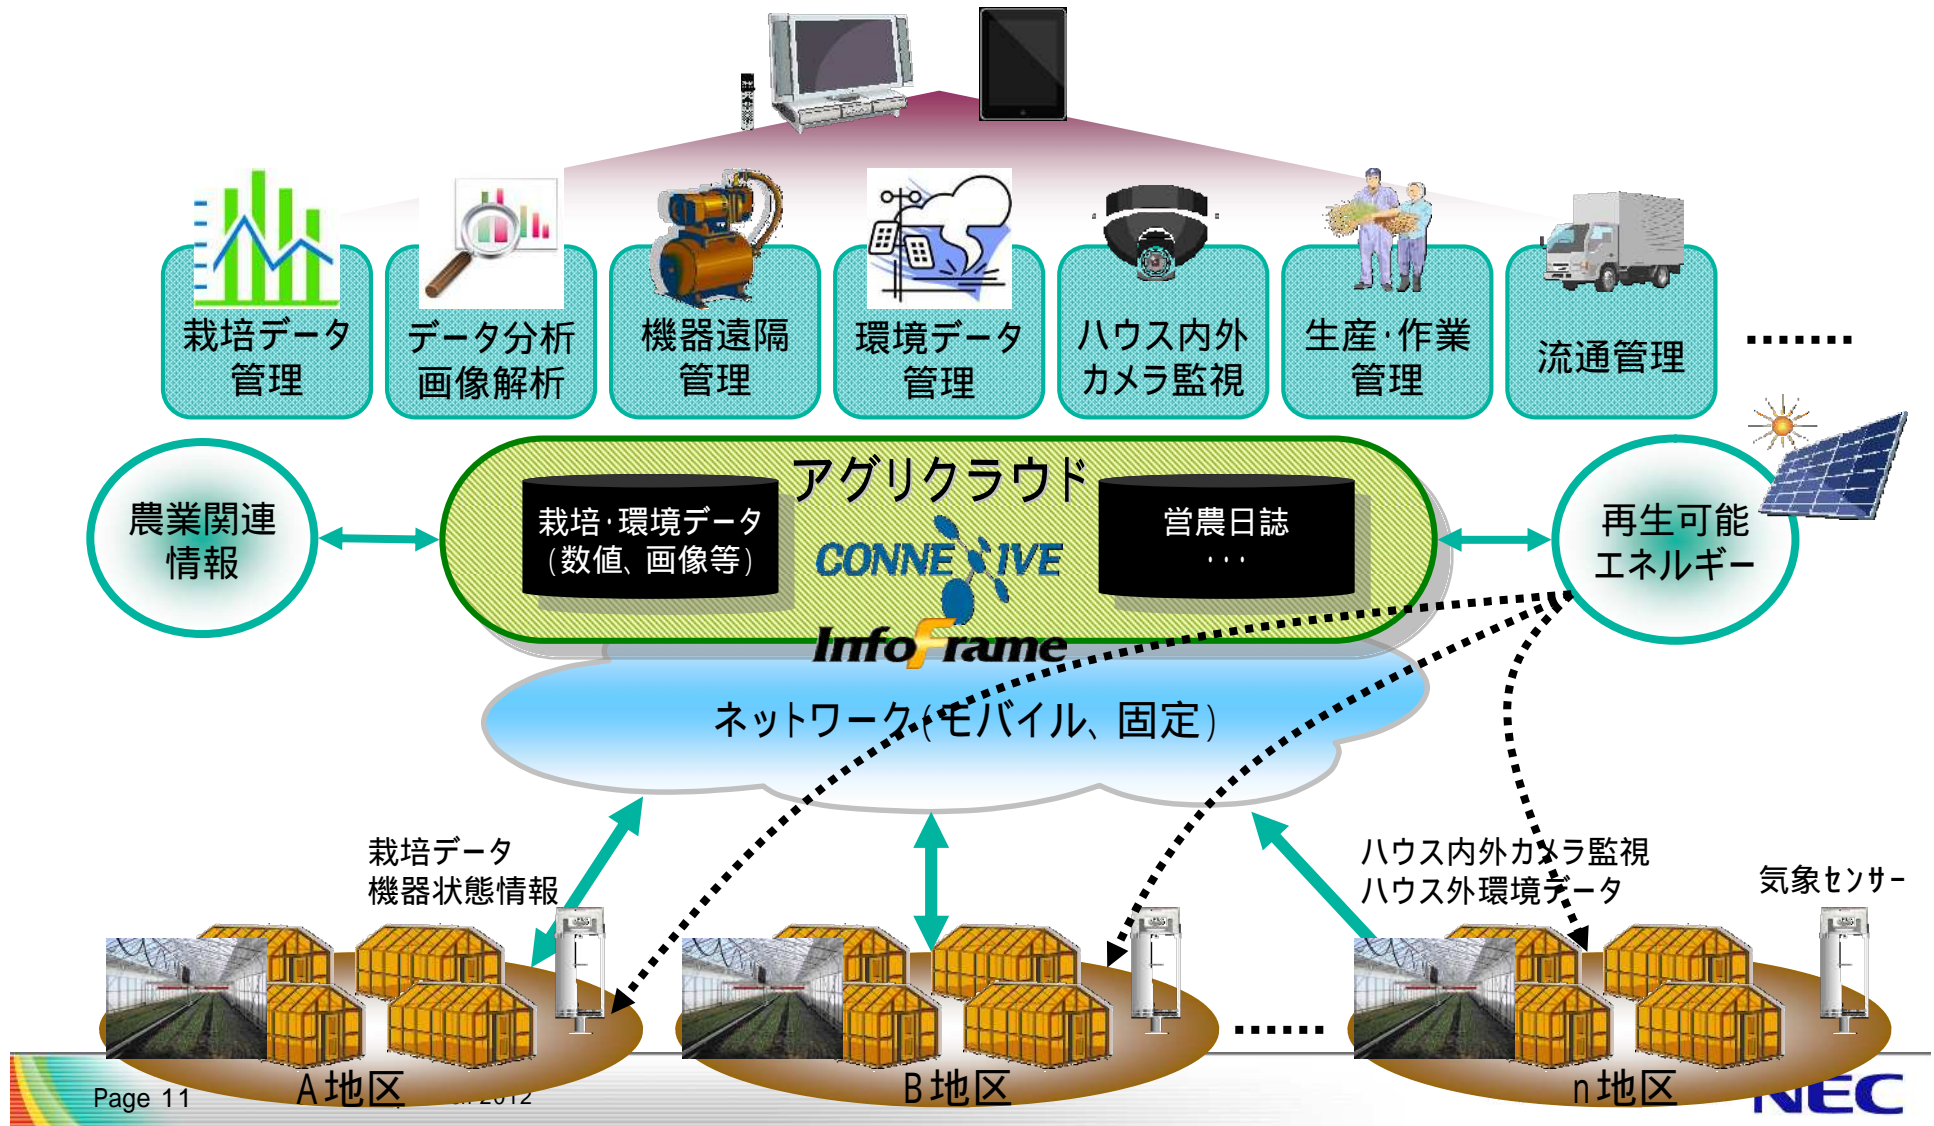 栽培データ
管理
データ分析
画像解析
機器遠隔
管理
環境データ
管理
ハウス内外
カメラ監視
生産・作業
管理
流通管理
・・・・・・・
農業関連
情報
アグリクラウド
栽培・環境データ
(数値、画像等)
CONNEXIVE
InfoFrame
営農日誌
・・・
再生可能
エネルギー
ネットワーク(モバイル、固定)
栽培データ
機器状態情報
ハウス内外カメラ監視
ハウス外環境データ
気象センサー
・・・・・・
A地区
B地区
n地区
Page 11
2012
NEC